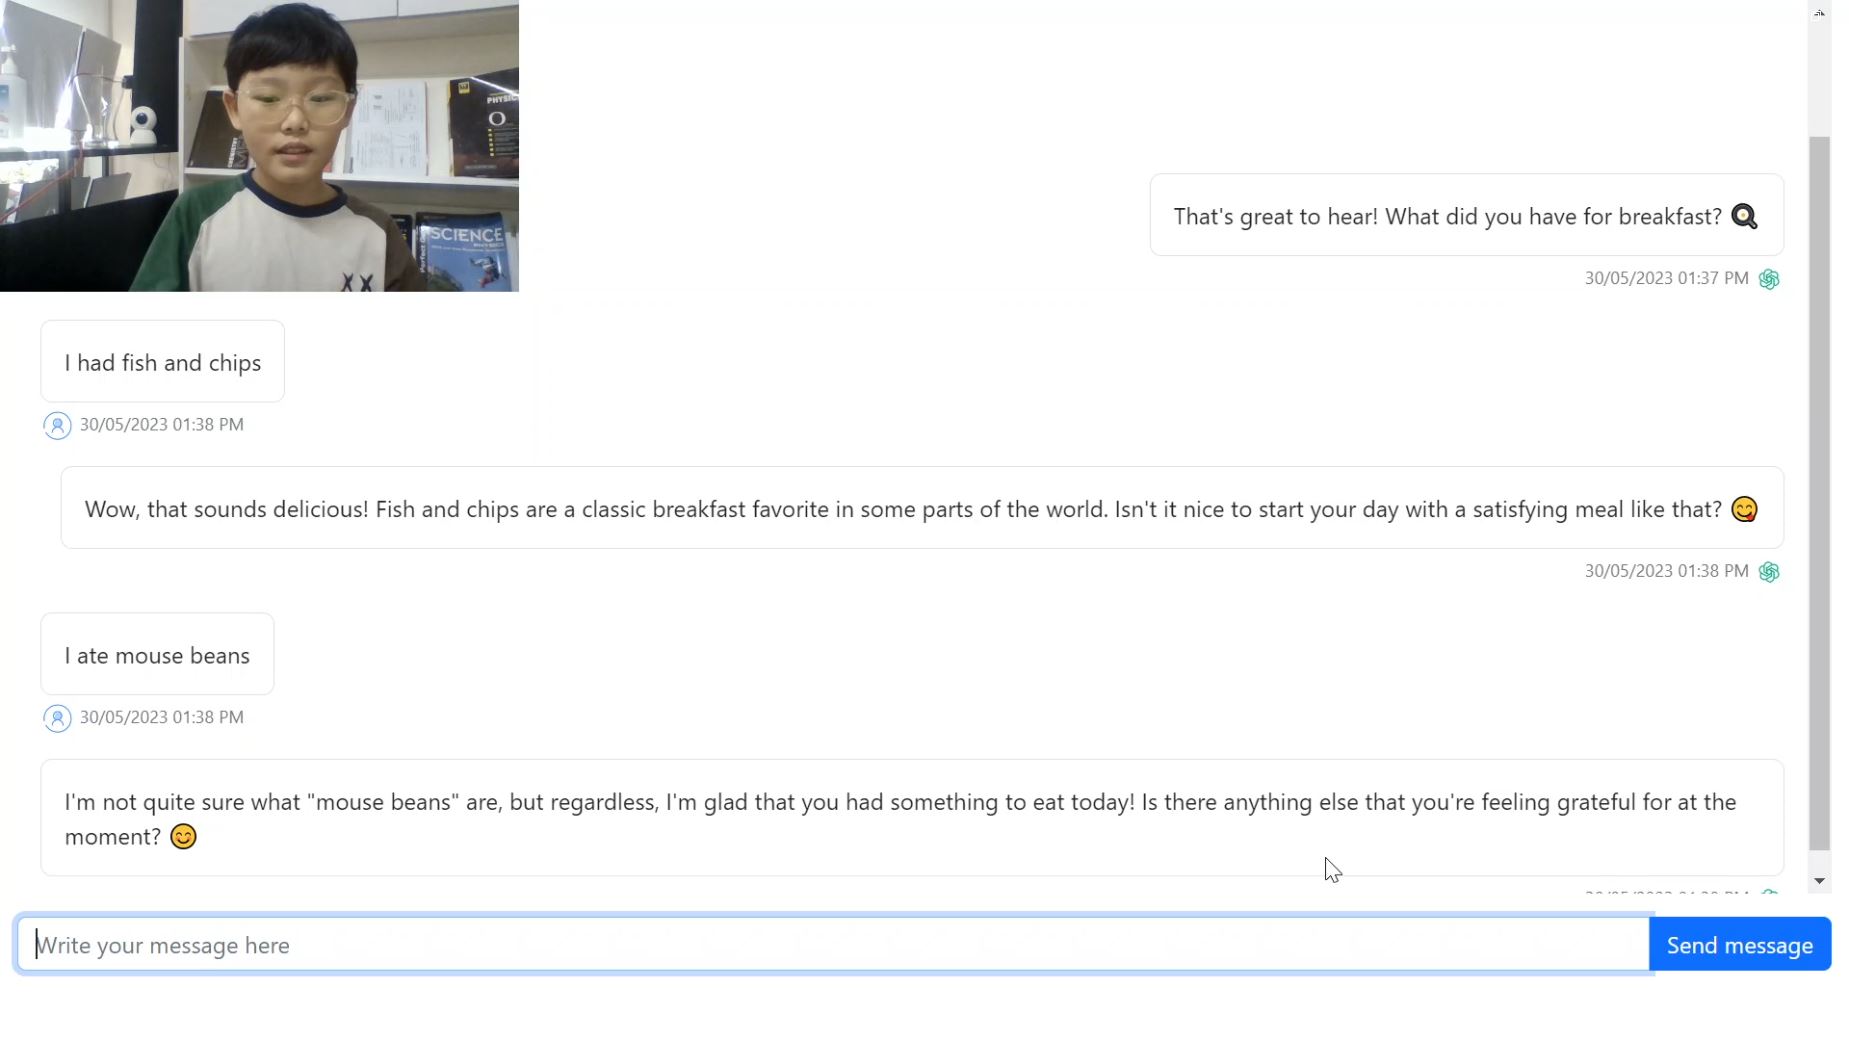 PHYSICS
CHEMISTRY
SCIENCE
That's great to hear! What did you have for breakfast?
30/05/2023 01:37 PM
I had fish and chips
30/05/2023 01:38 PM
Wow, that sounds delicious! Fish and chips are a classic breakfast favorite in some parts of the world. Isn't it nice to start your day with a satisfying meal like that?
30/05/2023 01:38 PM
I ate mouse beans
30/05/2023 01:38 PM
I'm not quite sure what "mouse beans" are, but regardless, I'm glad that you had something to eat today! Is there anything else that you're feeling grateful for at the
moment?
Write your message here
Send message